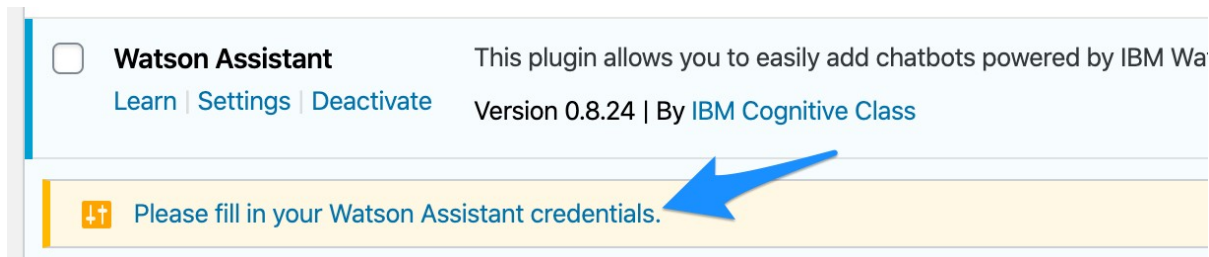 Watson Assistant
This plugin allows you to easily add chatbots powered by IBM Wat
Learn | Settings | Deactivate
Version 0.8.24 | By IBM Cognitive Class
Please fill in your Watson Assistant credentials.